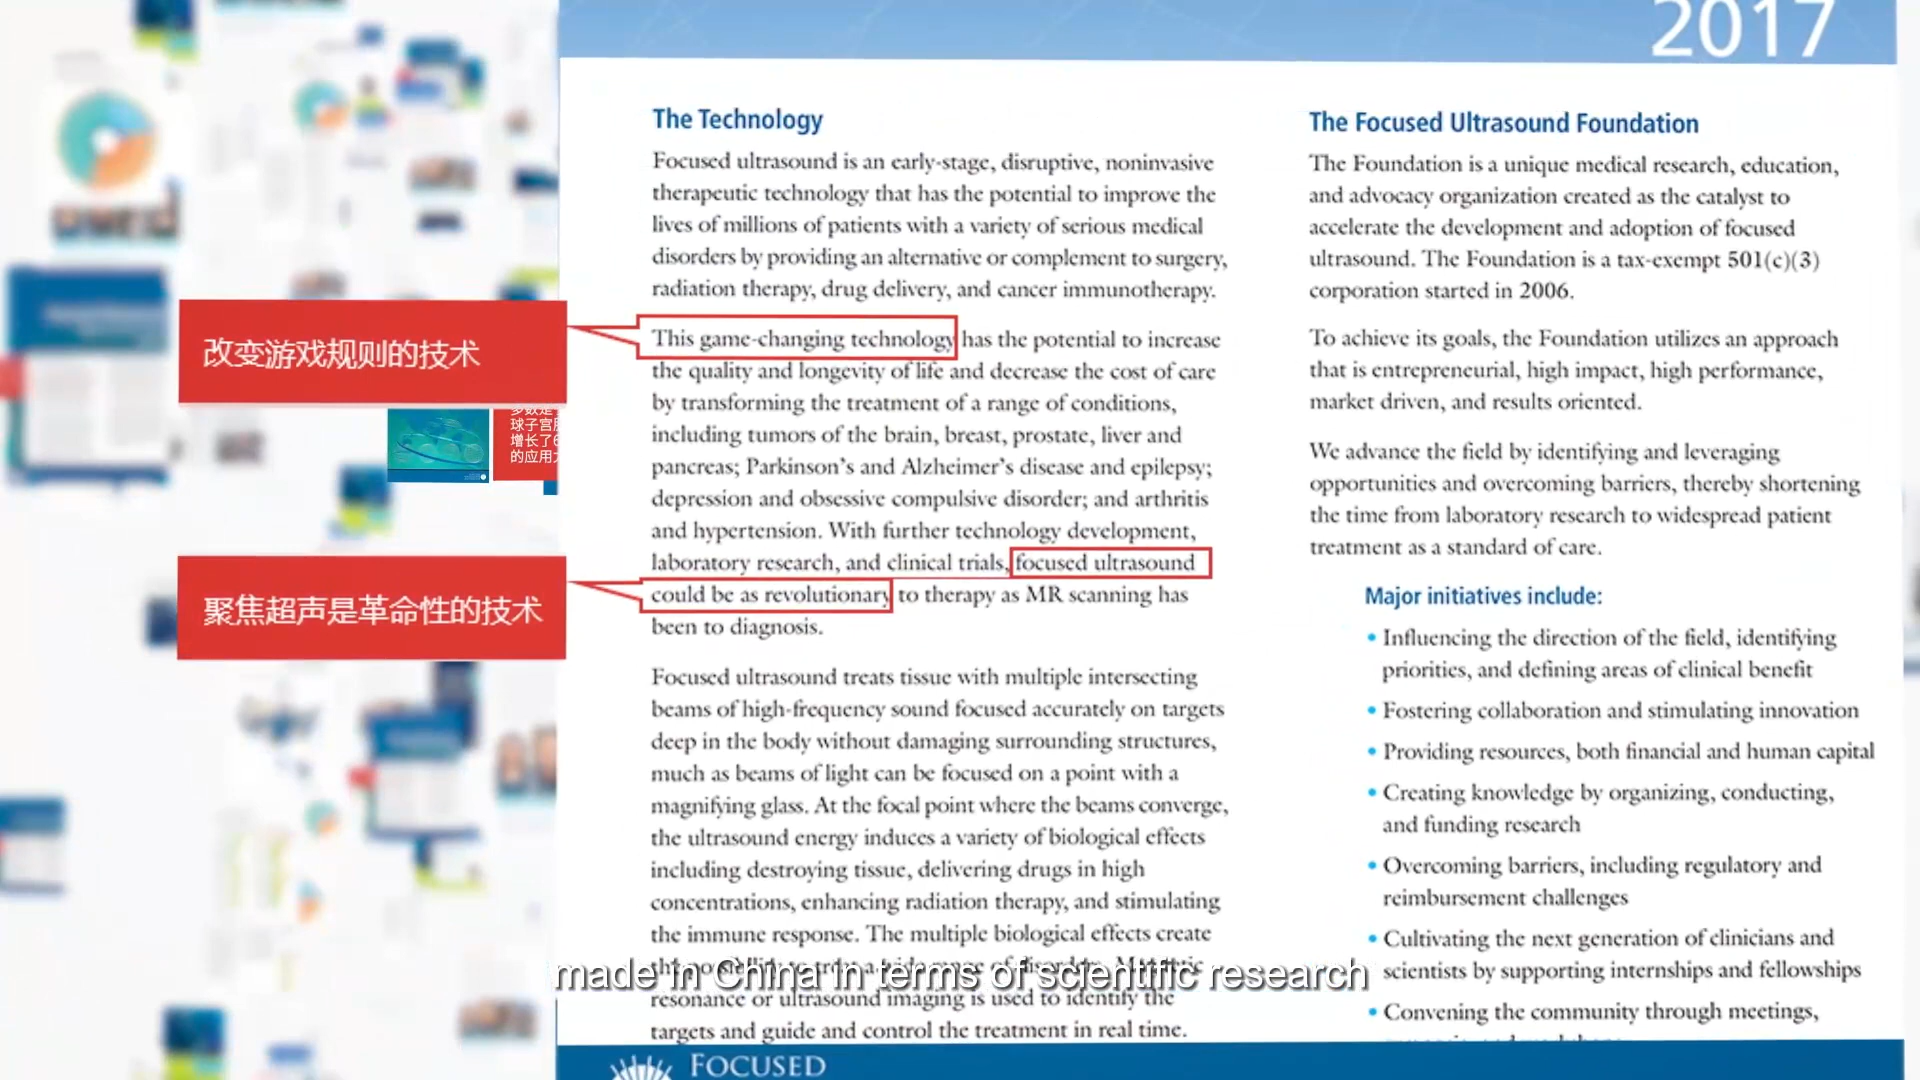 2017
The Technology
Focused ultrasound is an early-stage, disruptive, noninvasive
therapeutic technology that has the potential to improve the
lives of millions of patients with a variety of serious medical
disorders by providing an alternative or complement to surgery,
radiation therapy, drug delivery, and cancer immunotherapy.
This game-changing technology has the potential to increase
the quality and longevity of life and decrease the cost of care
by transforming the treatment of a range of conditions,
including tumors of the brain, breast, prostate, liver and
pancreas; Parkinson's and Alzheimer's disease and epilepsy;
depression and obsessive compulsive disorder; and arthritis
and hypertension. With further technology development,
laboratory research, and clinical trials, focused ultrasound
could be as revolutionary to therapy as MR scanning has
been to diagnosis.
Focused ultrasound treats tissue with multiple intersecting
beams of high-frequency sound focused accurately on targets
deep in the body without damaging surrounding structures,
much as beams of light can be focused on a point with a
magnifying glass. At the focal point where the beams converge,
the ultrasound energy induces a variety of biological effects
including destroying tissue, delivering drugs in high
concentrations, enhancing radiation therapy, and stimulating
the immune response. The multiple biological effects create
resonance or ultrasound imaging is used to identify the
targets and guide and control the treatment in real time.
The Focused Ultrasound Foundation
The Foundation is a unique medical research, education,
and advocacy organization created as the catalyst to
accelerate the development and adoption of focused
ultrasound. The Foundation is a tax-exempt 501(c)(3)
corporation started in 2006.
To achieve its goals, the Foundation utilizes an approach
that is entrepreneurial, high impact, high performance,
market driven, and results oriented.
We advance the field by identifying and leveraging
opportunities and overcoming barriers, thereby shortening
the time from laboratory research to widespread patient
treatment as a standard of care.
Major initiatives include:
• Influencing the direction of the field, identifying
priorities, and defining areas of clinical benefit
• Fostering collaboration and stimulating innovation
• Providing resources, both financial and human capital
• Creating knowledge by organizing, conducting,
and funding research
• Overcoming barriers, including regulatory and
reimbursement challenges
• Cultivating the next generation of clinicians and
scientists by supporting internships and fellowships
• Convening the community through meetings,
改变游戏规则的技术
球子宫
增长了
的应用
聚焦超声是革命性的技术
made in China in terms of scientific research
FOCUSED